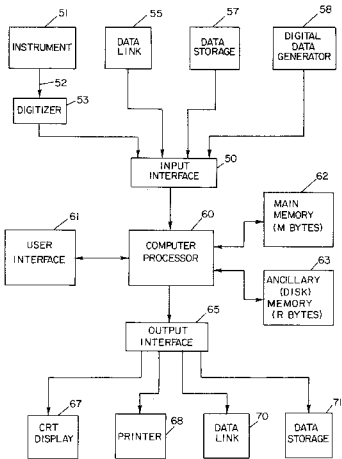 51
INSTRUMENT
52
53
DIGITIZER
55
DATA
LINK
57
DATA
STORAGE
58
DIGITAL
DATA
GENERATOR
INPUT
INTERFACE
50
61
USER
INTERFACE
60
COMPUTER
PROCESSOR
62
MAIN
MEMORY
(M BYTES)
63
ANCILLARY
(DISK)
MEMORY
(R BYTES)
65
OUTPUT
INTERFACE
67
CRT
DISPLAY
68
PRINTER
70
DATA
LINK
71
DATA
STORAGE